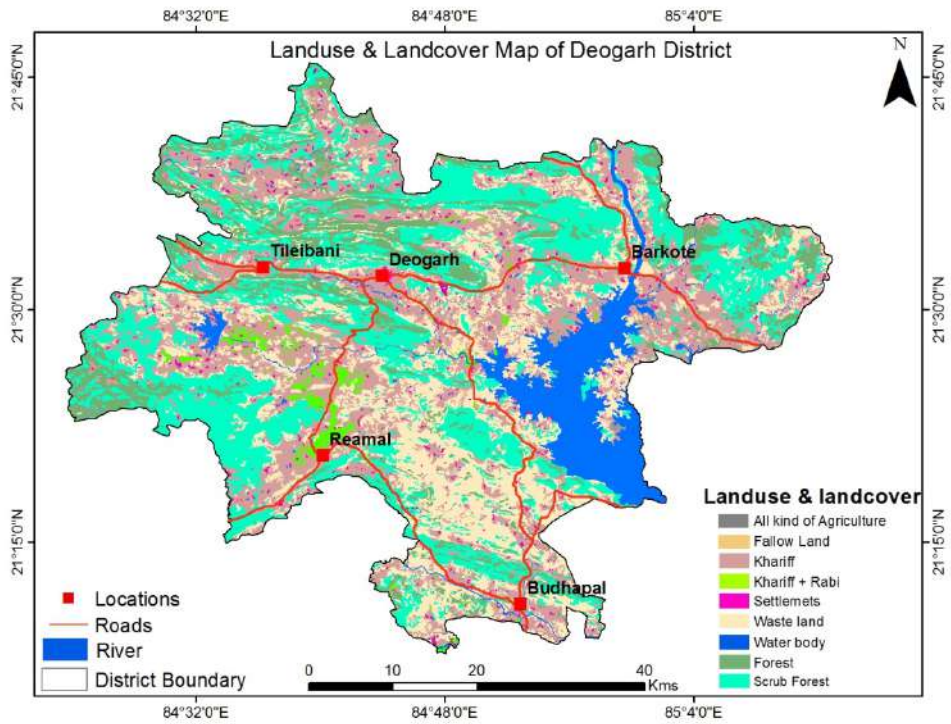 84°32'0"E 84°48'0"E 85°4'0"E
Landuse & Landcover Map of Deogarh District
N
21°45'0"N 21°45'0"N
Tileibani
Deogarh
Barkote
21°30'0"N 21°30'0"N
Reamal
21°15'0"N 21°15'0"N
Budhapal
Locations
Roads
River
District Boundary
0 10 20 40
Kms
Landuse & landcover
All kind of Agriculture
Fallow Land
Khariff
Khariff + Rabi
Settlemets
Waste land
Water body
Forest
Scrub Forest
84°32'0"E 84°48'0"E 85°4'0"E